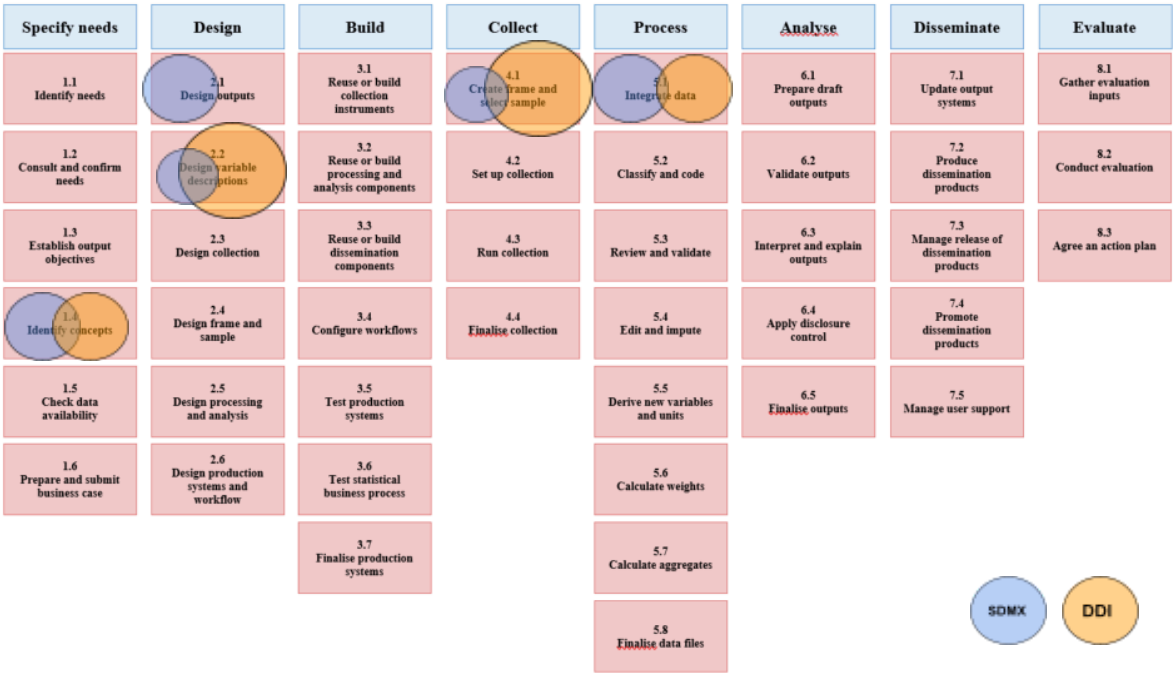 Specify needs
Design
Build
Collect
Process
Analyse
Disseminate
Evaluate
1.1
Identify needs
1.2
Consult and confirm
needs
1.3
Establish output
objectives
1.4
Identify concepts
1.5
Check data
availability
1.6
Prepare and submit
business case
2.1
Design outputs
2.2
Design variable
descriptions
2.3
Design collection
2.4
Design frame and
sample
2.5
Design processing
and analysis
2.6
Design production
systems and
workflow
3.1
Reuse or build
collection
instruments
3.2
Reuse or build
processing and
analysis components
3.3
Reuse or build
dissemination
components
3.4
Configure workflows
3.5
Test production
systems
3.6
Test statistical
business process
3.7
Finalise production
systems
4.1
Create frame and
select sample
4.2
Set up collection
4.3
Run collection
4.4
Finalise collection
5.1
Integrate data
5.2
Classify and code
5.3
Review and validate
5.4
Edit and impute
5.5
Derive new variables
and units
5.6
Calculate weights
5.7
Calculate aggregates
5.8
Finalise data files
6.1
Prepare draft
outputs
6.2
Validate outputs
6.3
Interpret and explain
outputs
6.4
Apply disclosure
control
6.5
Finalise outputs
7.1
Update output
systems
7.2
Produce
dissemination
products
7.3
Manage release of
dissemination
products
7.4
Promote
dissemination
products
7.5
Manage user support
8.1
Gather evaluation
inputs
8.2
Conduct evaluation
8.3
Agree an action plan
SDMX
DDI